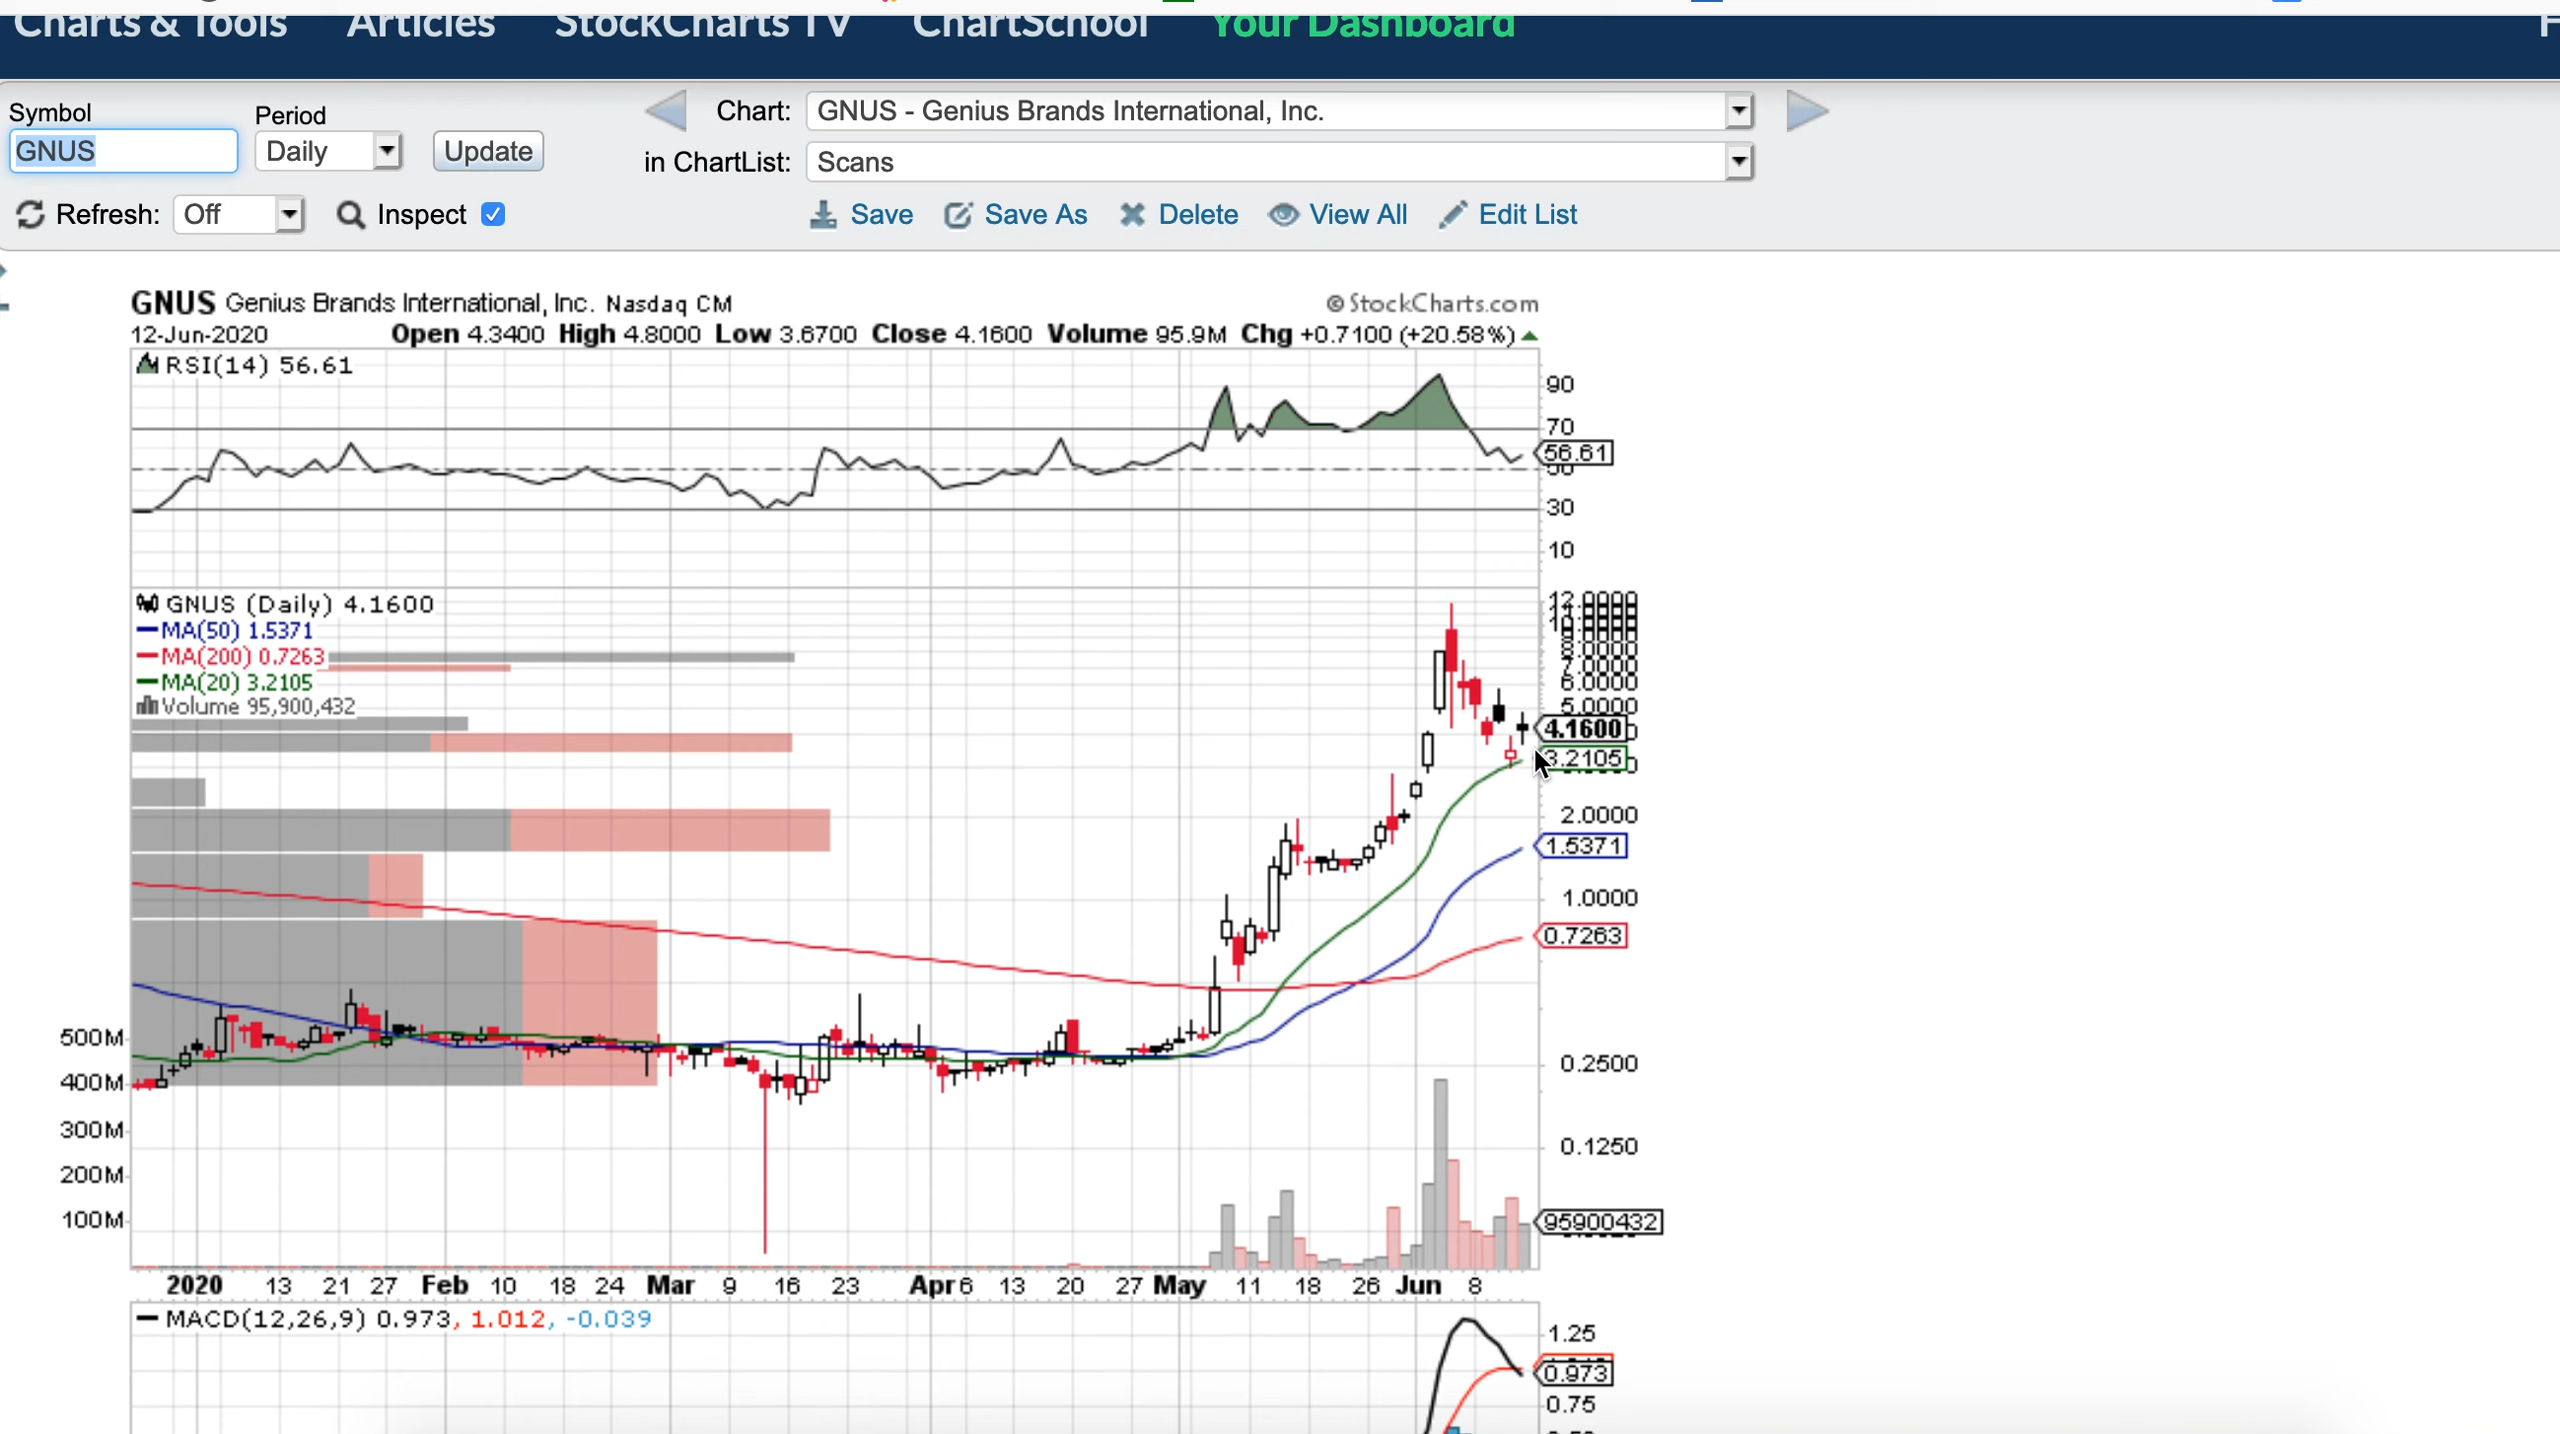 Charts & Tools Articles StockCharts TV ChartSchool Your Dashboard
Symbol Period Chart: GNUS - Genius Brands International, Inc.
GNUS Daily Update in ChartList: Scans
Refresh: Off Inspect Save Save As Delete View All Edit List
GNUS Genius Brands International, Inc. Nasdaq CM © StockCharts.com
12-Jun-2020 Open 4.3400 High 4.8000 Low 3.6700 Close 4.1600 Volume 95.9M Chg +0.7100 (+20.58%)
RSI(14) 56.61
90
70
56.61
50
30
10
GNUS (Daily) 4.1600
MA(50) 1.5371
MA(200) 0.7263
MA(20) 3.2105
Volume 95,900,432
12.0000
8.0000
7.0000
6.0000
5.0000
4.1600
3.2105
2.0000
1.5371
1.0000
0.7263
500M
0.2500
400M
300M
0.1250
200M
100M
95900432
2020 13 21 27 Feb 10 18 24 Mar 9 16 23 Apr 6 13 20 27 May 11 18 26 Jun 8
MACD(12,26,9) 0.973, 1.012, -0.039
1.25
0.973
0.75